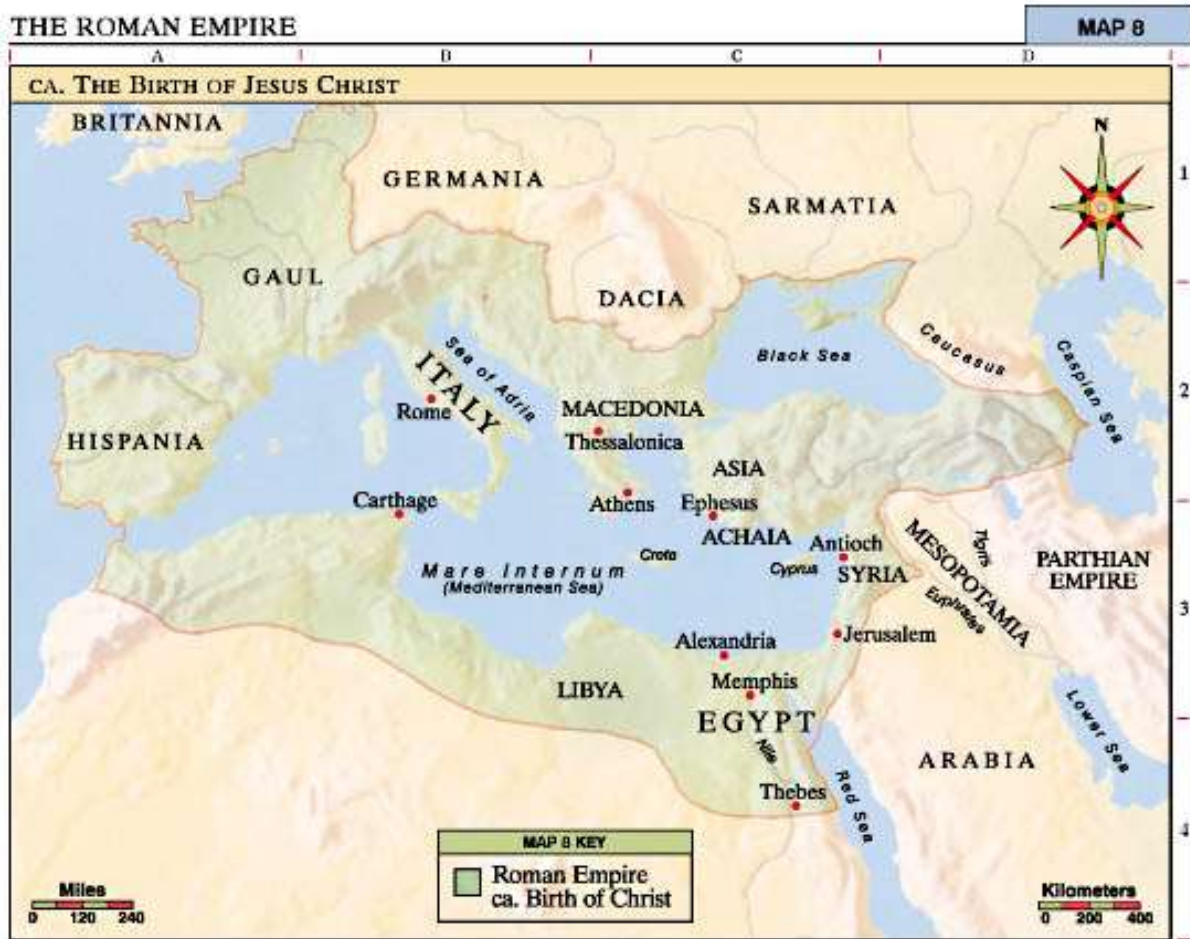 THE ROMAN EMPIRE
MAP 8
A B C D
CA. THE BIRTH OF JESUS CHRIST
BRITANNIA
N
1
GERMANIA
SARMATIA
GAUL
DACIA
Black Sea
Caucasus
Caspian Sea
Sea of Adria
ITALY
2
Rome
MACEDONIA
HISPANIA
Thessalonica
ASIA
Carthage
Athens
Ephesus
ACHAIA
Antioch
Tigris
MESOPOTAMIA
PARTHIAN
EMPIRE
Creta
Cyprus
SYRIA
Mare Internum
(Mediterranean Sea)
Euphrates
3
Alexandria
Jerusalem
Memphis
LIBYA
EGYPT
Nile
Lower Sea
ARABIA
Thebes
Red Sea
4
MAP 8 KEY
Roman Empire
ca. Birth of Christ
Miles
0 120 240
Kilometers
0 200 400